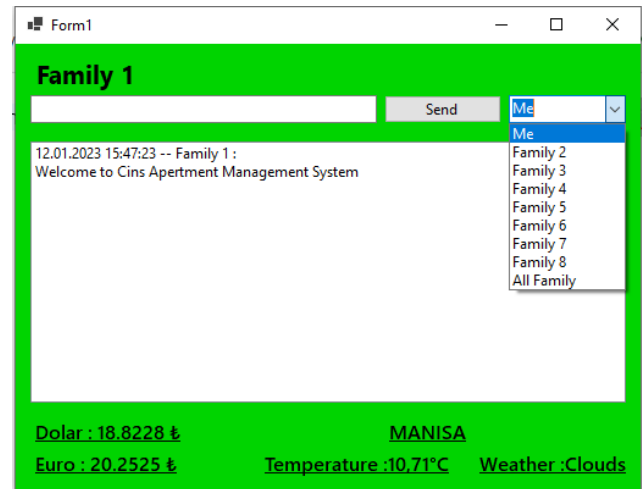 Form1
Family 1
Send
Me
Me
Family 2
Family 3
Family 4
Family 5
Family 6
Family 7
Family 8
All Family
12.01.2023 15:47:23 -- Family 1 :
Welcome to Cins Apertment Management System
Dolar : 18.8228 ₺
MANISA
Euro : 20.2525 ₺
Temperature :10,71°C
Weather :Clouds